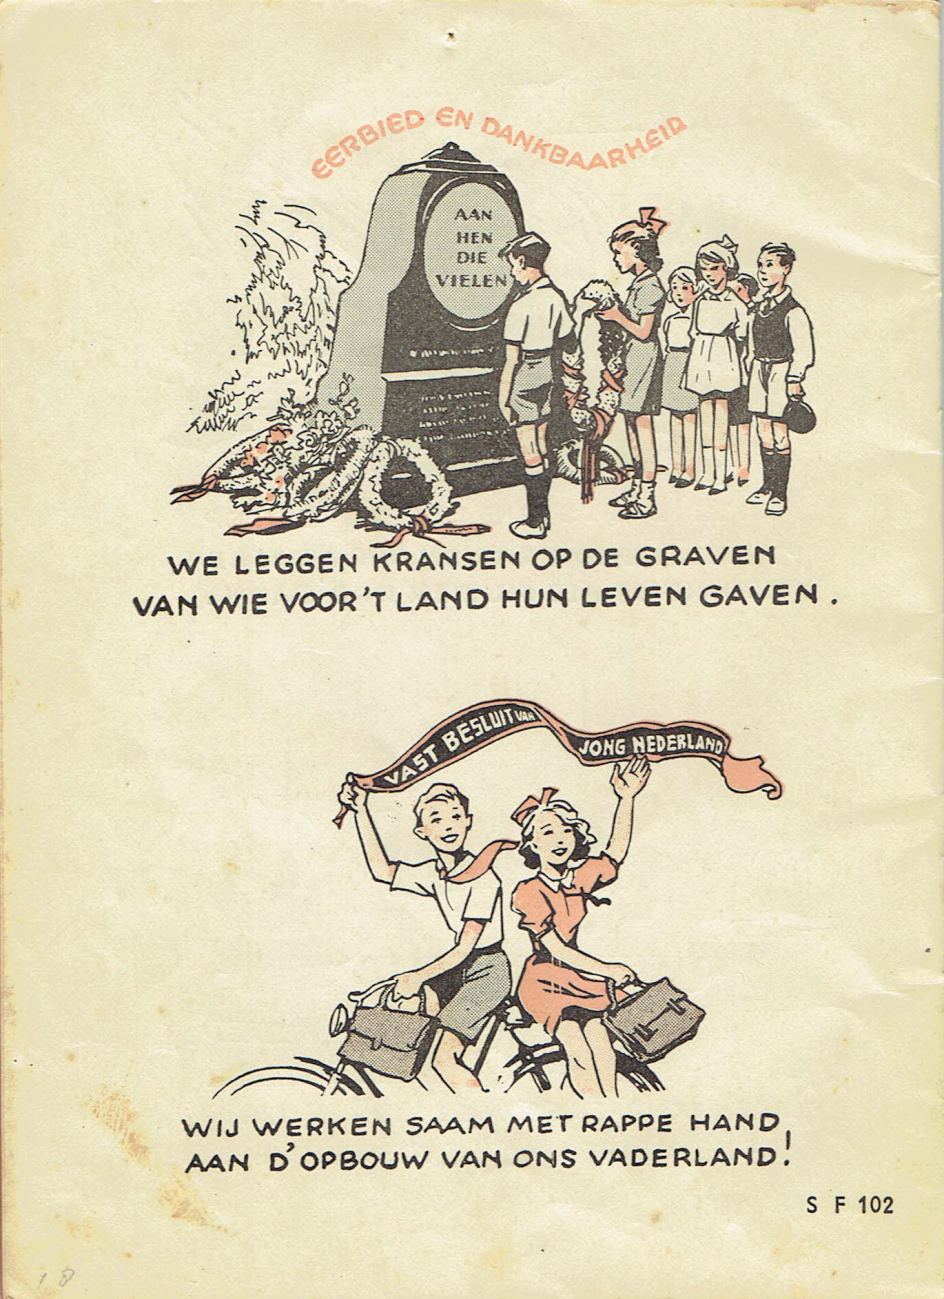 EERBIED EN DANKBAARHEID
AAN
HEN
DIE
VIELEN
WE LEGGEN KRANSEN OP DE GRAVEN
VAN WIE VOOR 'T LAND HUN LEVEN GAVEN.
VAST BESLUIT VAN JONG NEDERLAND
WIJ WERKEN SAAM MET RAPPE HAND,
AAN D'OPBOUW VAN ONS VADERLAND!
S F 102
18